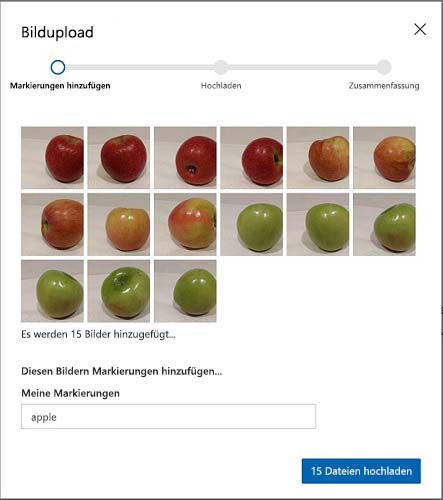 Bildupload
Markierungen hinzufügen
Hochladen
Zusammenfassung
Es werden 15 Bilder hinzugefügt...
Diesen Bildern Markierungen hinzufügen...
Meine Markierungen
apple
15 Dateien hochladen